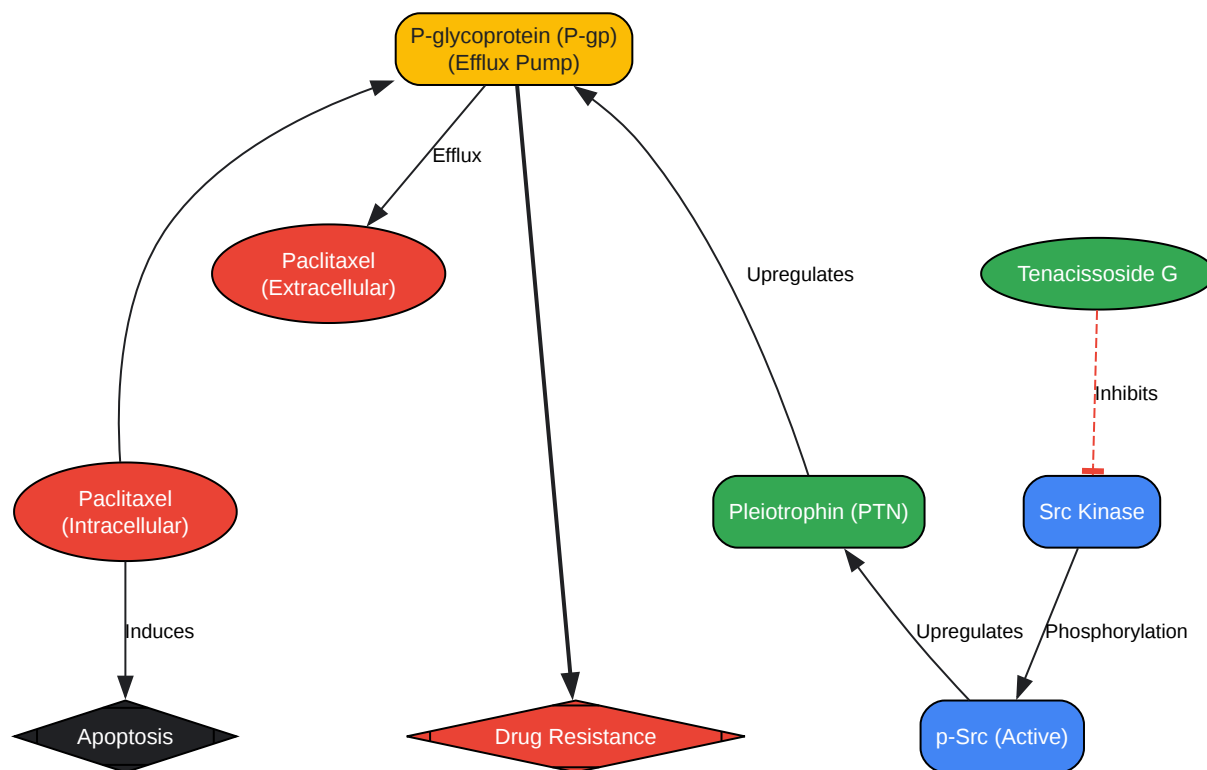 P-glycoprotein (P-gp)
(Efflux Pump)
Efflux
Paclitaxel
(Extracellular)
Upregulates
Tenacissoside G
Inhibits
Paclitaxel
(Intracellular)
Pleiotrophin (PTN)
Src Kinase
Induces
Upregulates
Phosphorylation
Apoptosis
Drug Resistance
p-Src (Active)